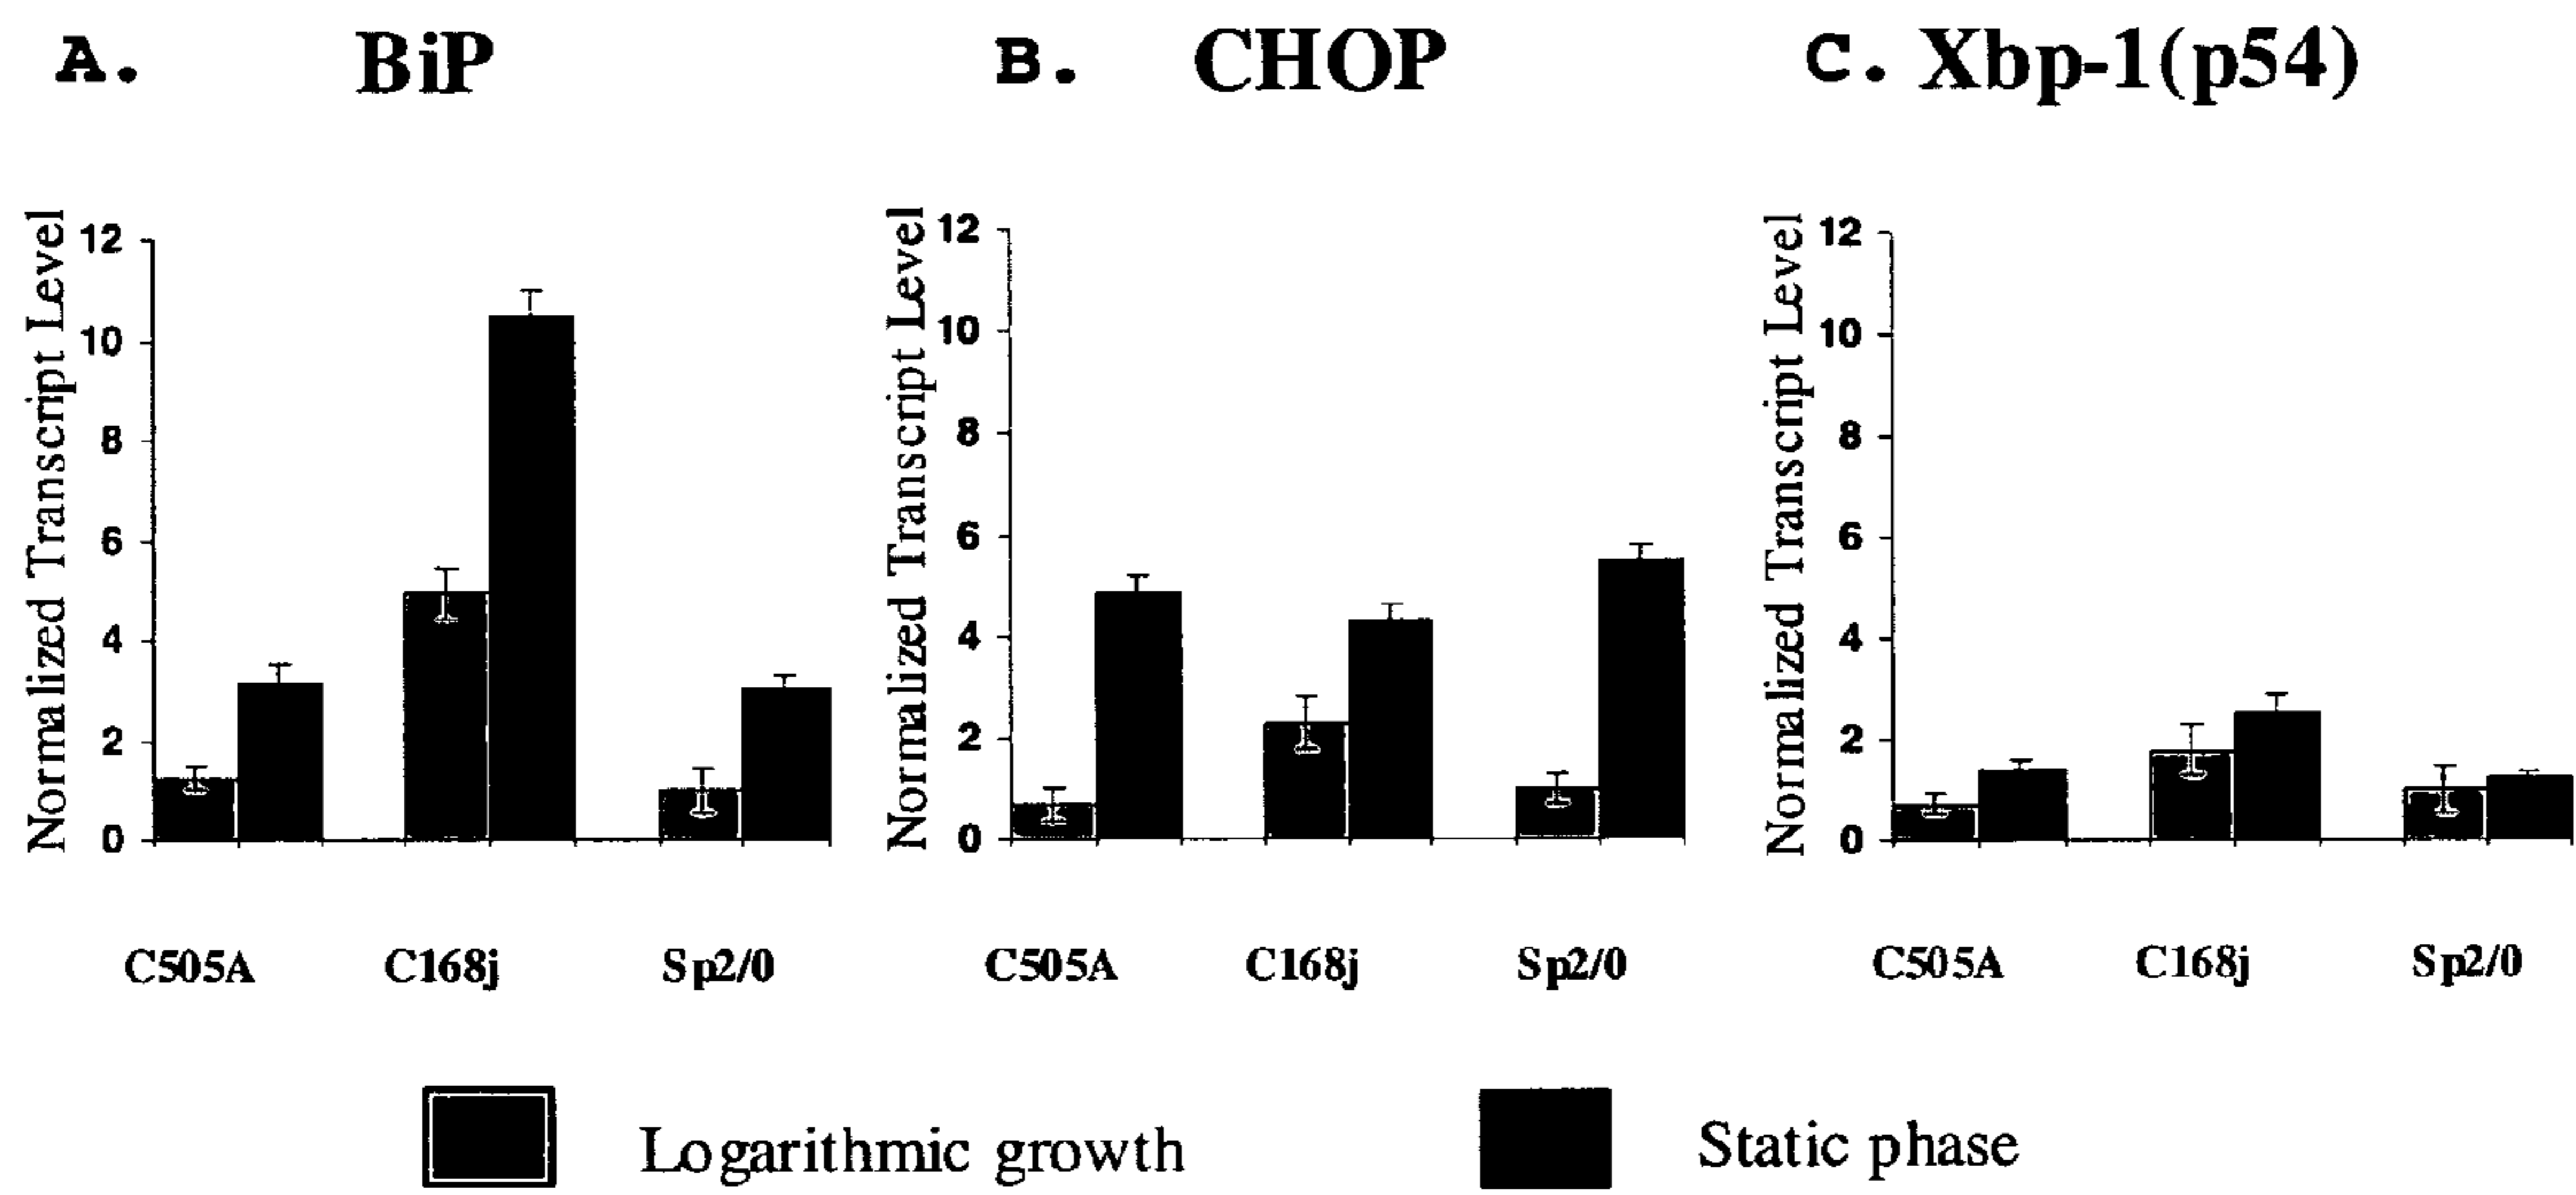 A. BiP
B. CHOP
C. Xbp-1(p54)
Normalized Transcript Level
12
10
8
6
4
2
0
C505A C168j Sp2/0
Normalized Transcript Level
12
10
8
6
4
2
0
C505A C168j Sp2/0
Normalized Transcript Level
12
10
8
6
4
2
0
C505A C168j Sp2/0
Logarithmic growth
Static phase